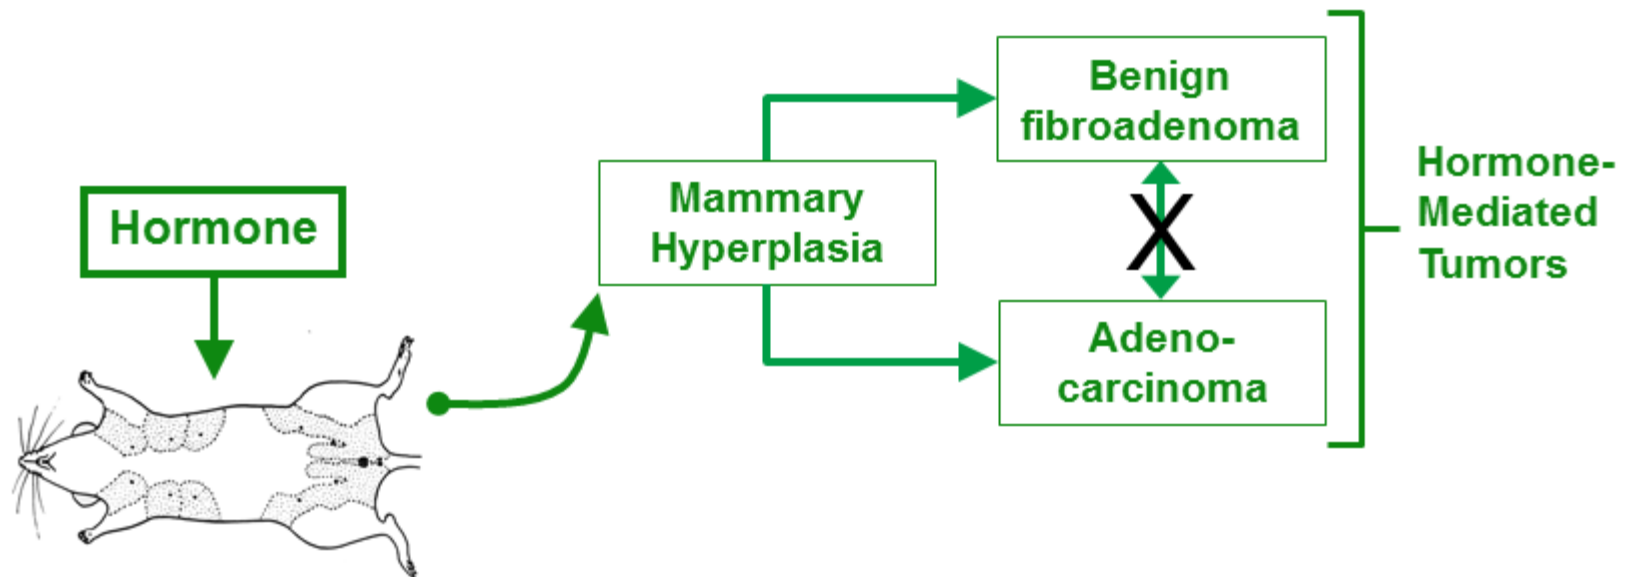 Hormone
Mammary
Hyperplasia
Benign
fibroadenoma
X
Adeno-
carcinoma
Hormone-
Mediated
Tumors